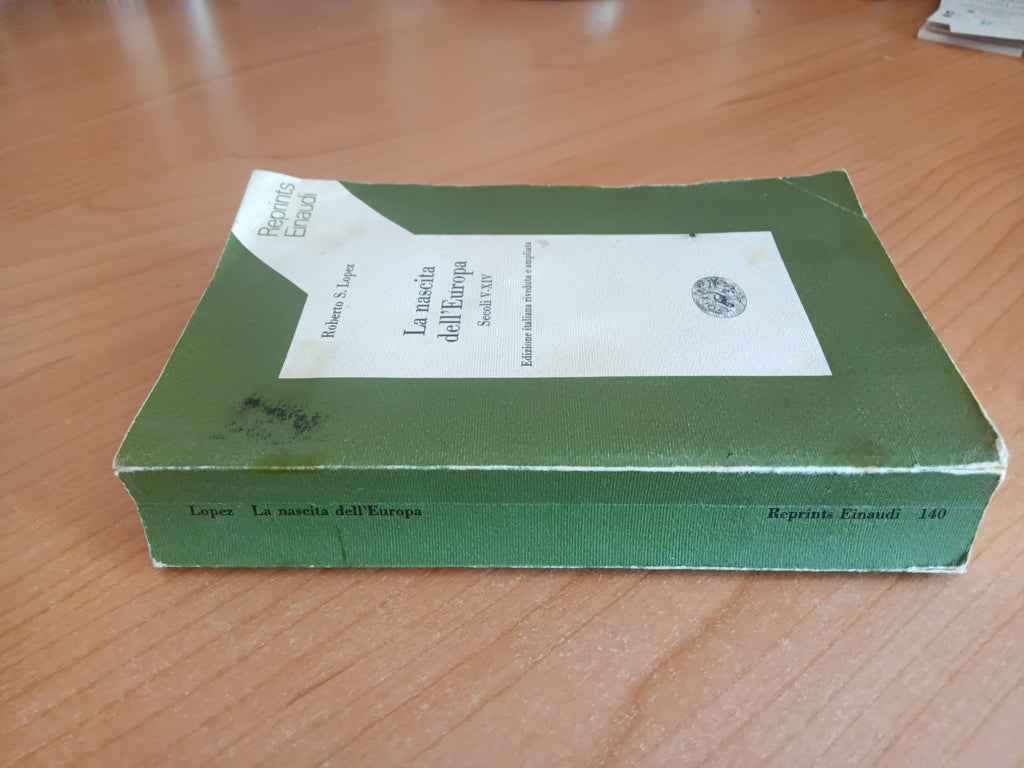 Reprints
Einaudi
Roberto S. Lopez
La nascita
dell'Europa
Secoli V-XIV
Edizione italiana riveduta e ampliata
Lopez La nascita dell'Europa Reprints Einaudi 140